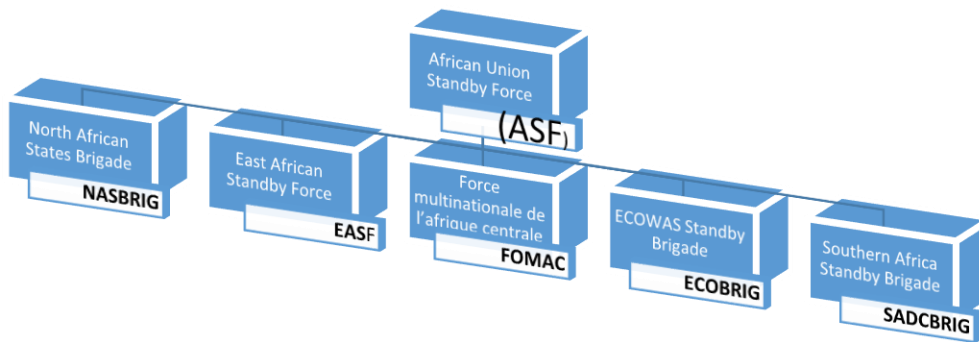 African Union
Standby Force
(ASF)
North African
States Brigade
NASBRIG
East African
Standby Force
EASF
Force
multinationale de
l'afrique centrale
FOMAC
ECOWAS Standby
Brigade
ECOBRIG
Southern Africa
Standby Brigade
SADCBRIG